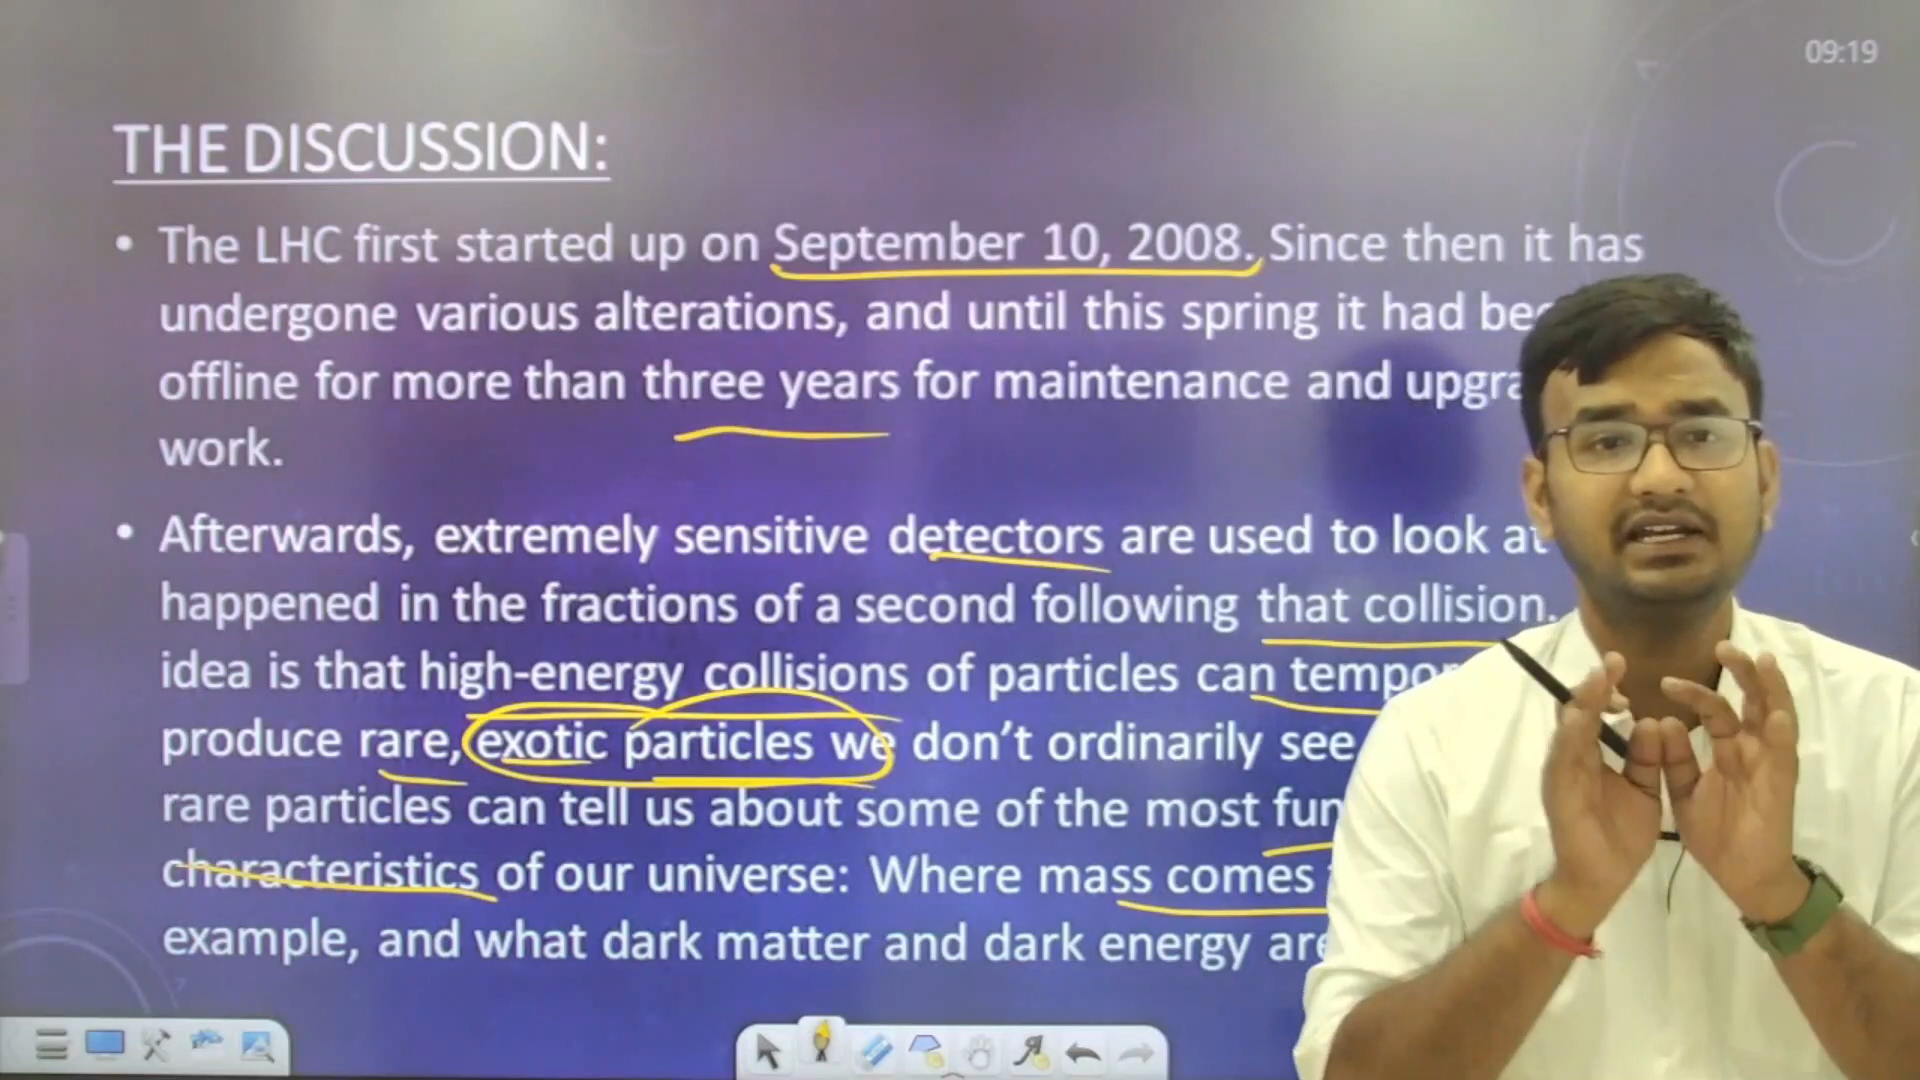 09:19
THE DISCUSSION:
• The LHC first started up on September 10, 2008. Since then it has
undergone various alterations, and until this spring it had
offline for more than three years for maintenance and
work.
• Afterwards, extremely sensitive detectors are used to look at
happened in the fractions of a second following that collision.
idea is that high-energy collisions of particles can
produce rare, exotic particles we don't ordinarily see
rare particles can tell us about some of the most
characteristics of our universe: Where mass comes
example, and what dark matter and dark energy are